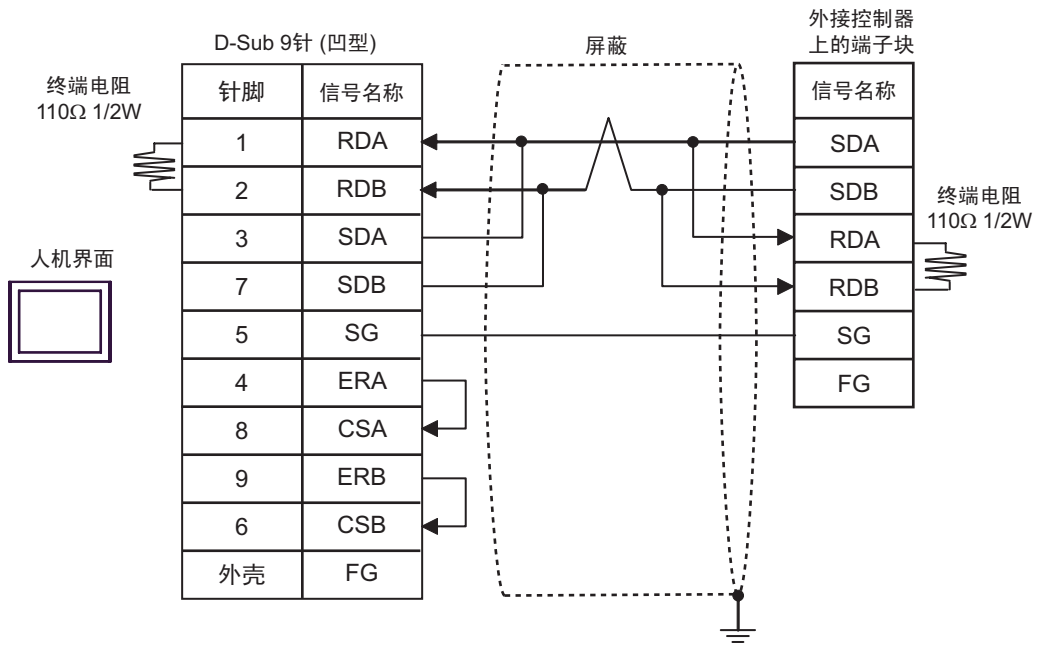 外接控制器
上的端子块
D-Sub 9针 (凹型)
屏蔽
终端电阻
110Ω 1/2W
针脚 信号名称
信号名称
1 RDA
SDA
2 RDB
SDB
终端电阻
110Ω 1/2W
3 SDA
RDA
人机界面
7 SDB
RDB
5 SG
SG
4 ERA
FG
8 CSA
9 ERB
6 CSB
外壳 FG